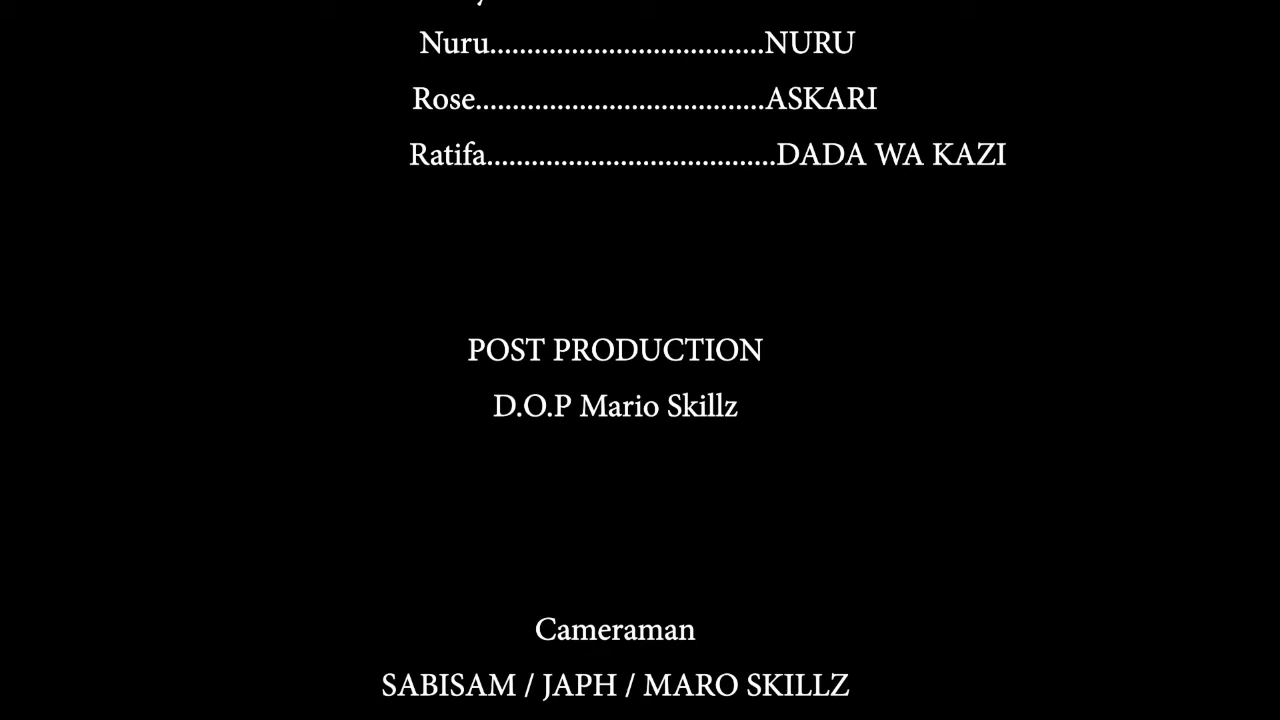 Nuru.....................................NURU
Rose.......................................ASKARI
Ratifa.......................................DADA WA KAZI
POST PRODUCTION
D.O.P Mario Skillz
Cameraman
SABISAM / JAPH / MARO SKILLZ